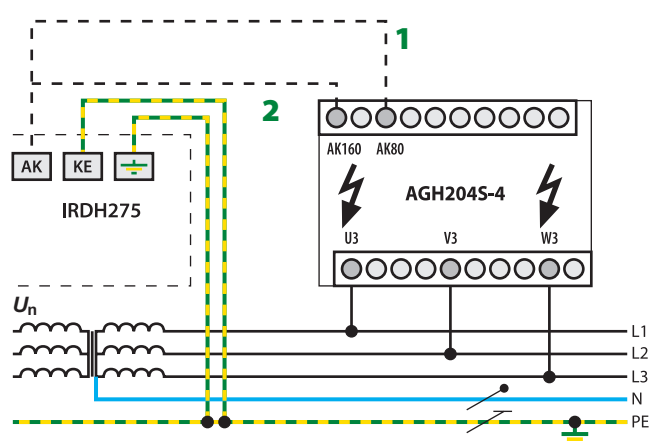 1
2
AK160 AK80
AK KE
IRDH275
AGH204S-4
U3 V3 W3
Un
L1
L2
L3
N
PE